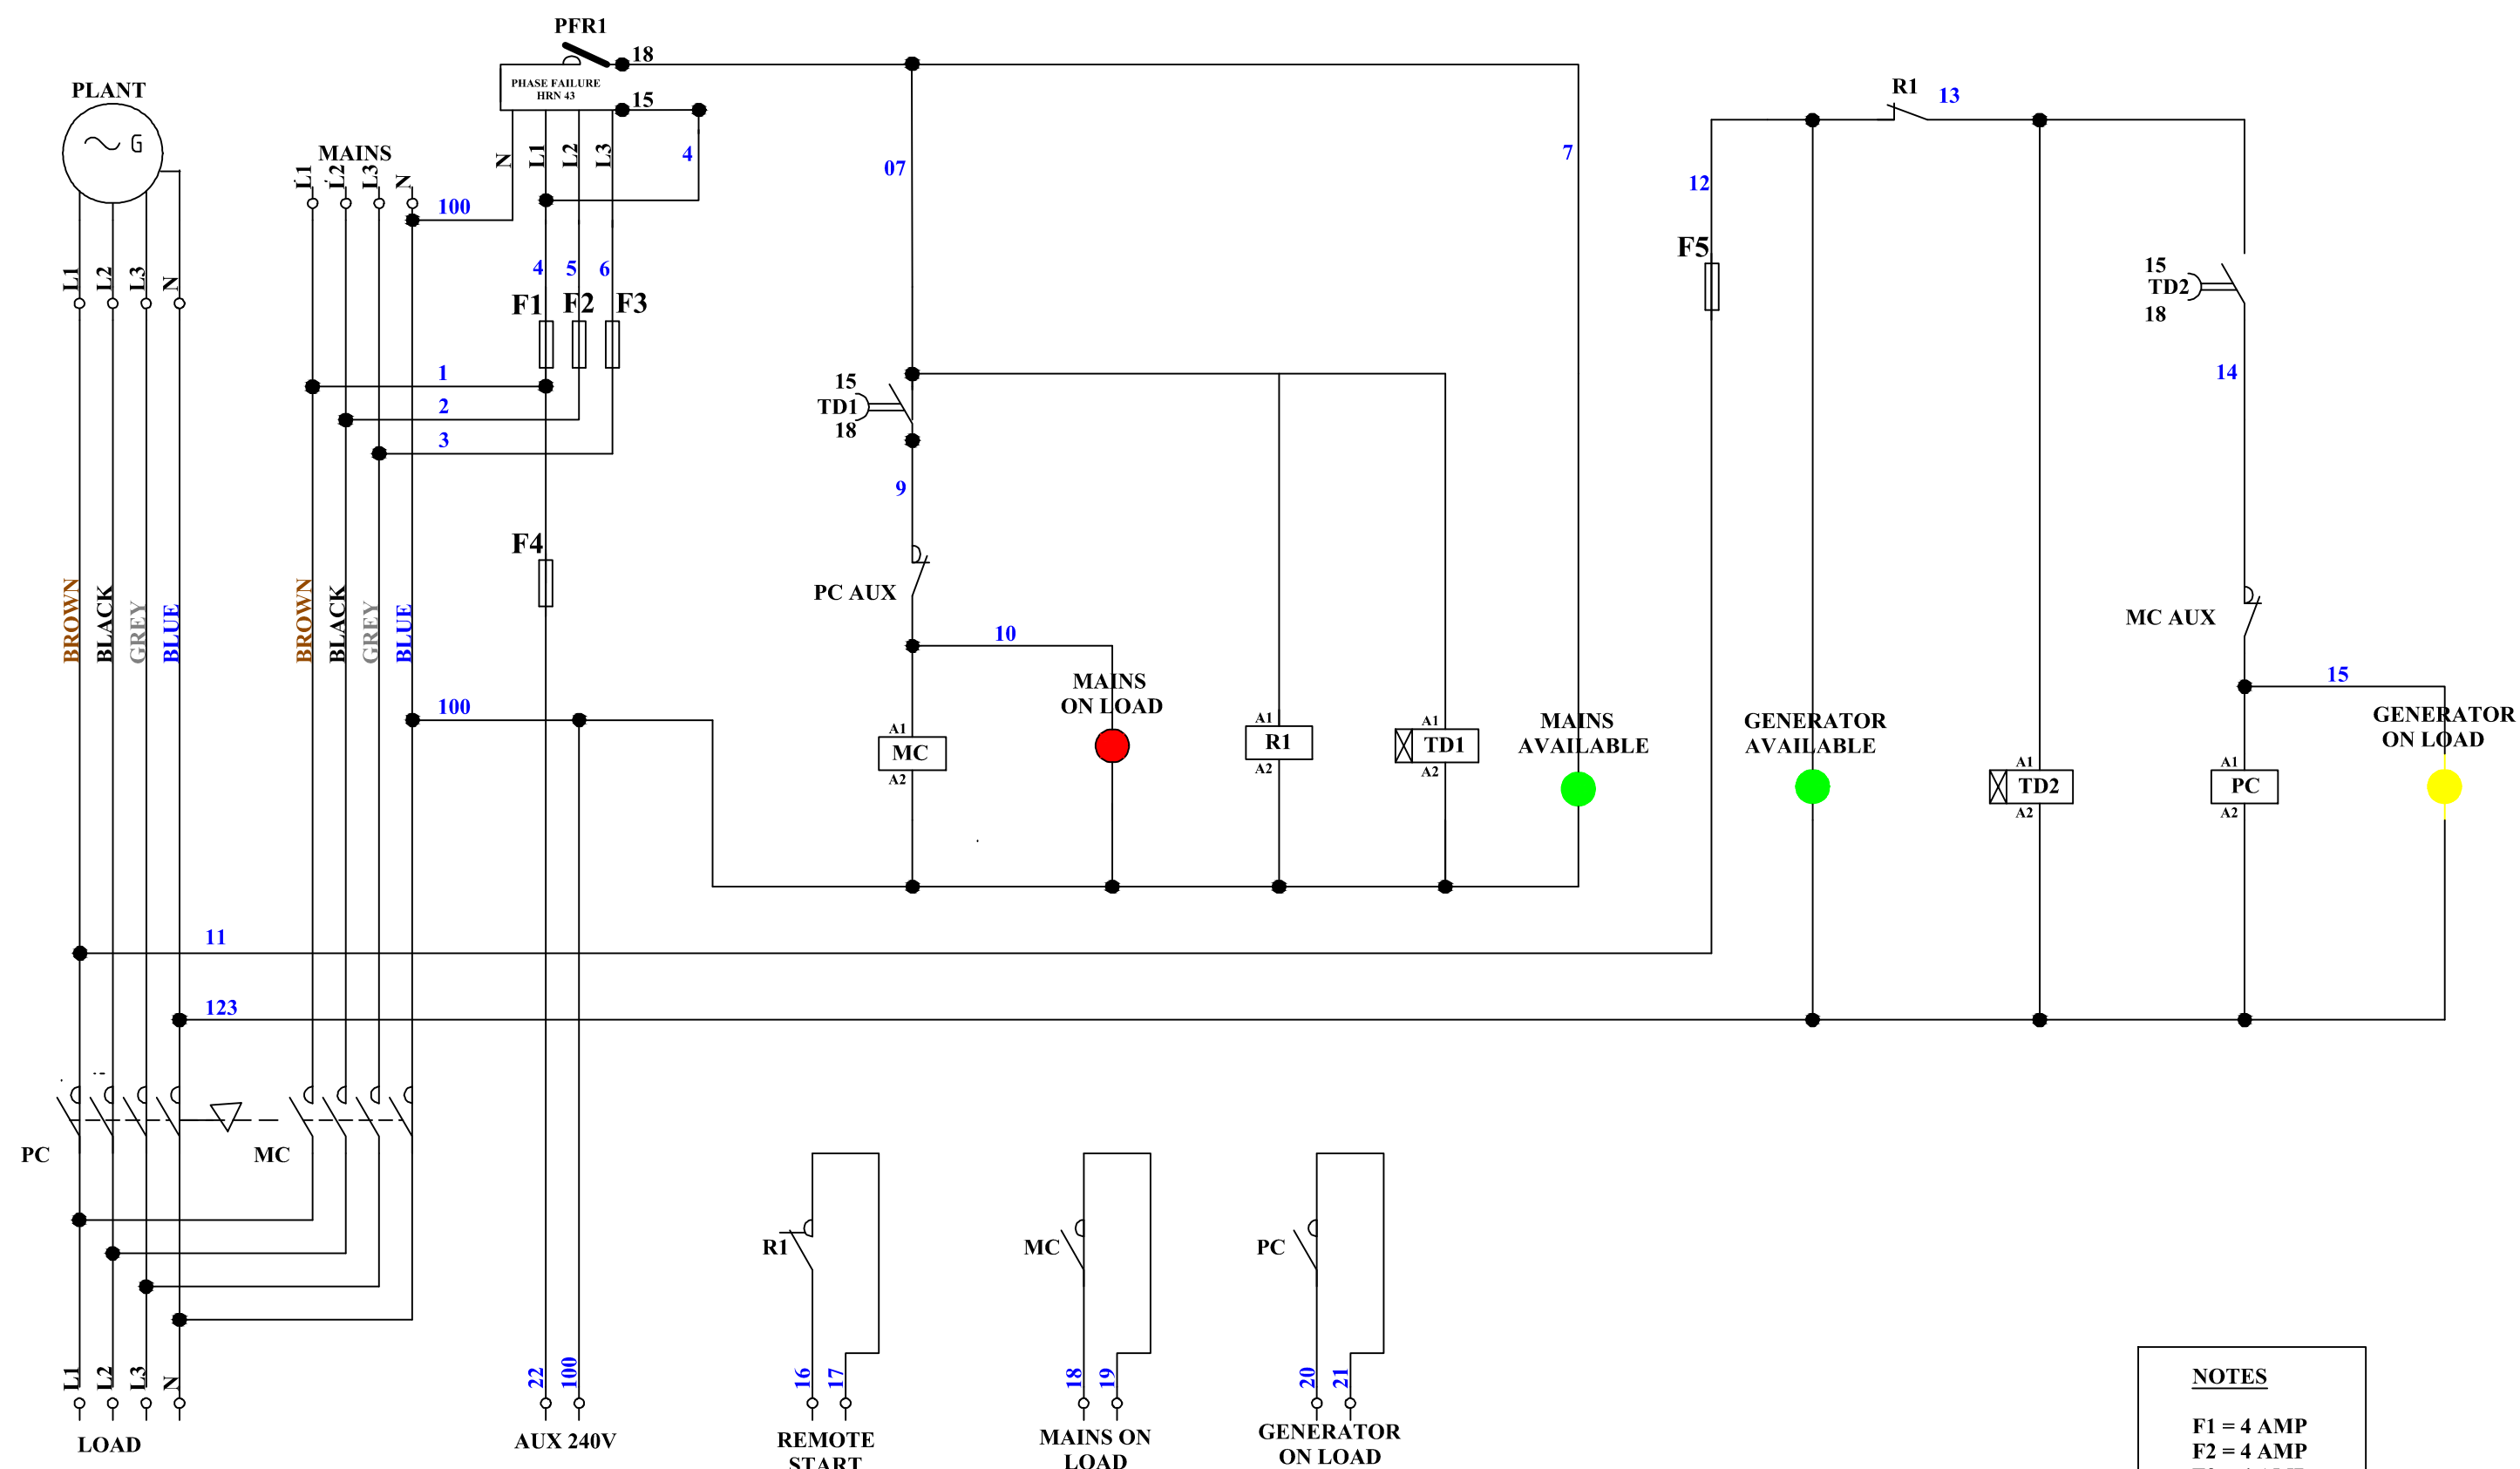 PFR1
18
PHASE FAILURE
HRN 43
15
PLANT
G
MAINS
L1
L2
L3
N
N
L1
L2
L3
4
100
07
7
R1
13
12
L1
L2
L3
N
4
5
6
F1
F2
F3
F5
15
TD2
18
1
2
3
15
TD1
18
14
9
F4
BROWN
BLACK
GREY
BLUE
BROWN
BLACK
GREY
BLUE
PC AUX
MC AUX
10
15
100
MAINS
ON LOAD
A1
MC
A2
A1
R1
A2
A1
TD1
A2
MAINS
AVAILABLE
GENERATOR
AVAILABLE
A1
TD2
A2
A1
PC
A2
GENERATOR
ON LOAD
11
123
PC
MC
R1
MC
PC
L1
L2
L3
N
22
100
16
17
18
19
20
21
LOAD
AUX 240V
REMOTE
START
MAINS ON
LOAD
GENERATOR
ON LOAD
NOTES
F1 = 4 AMP
F2 = 4 AMP